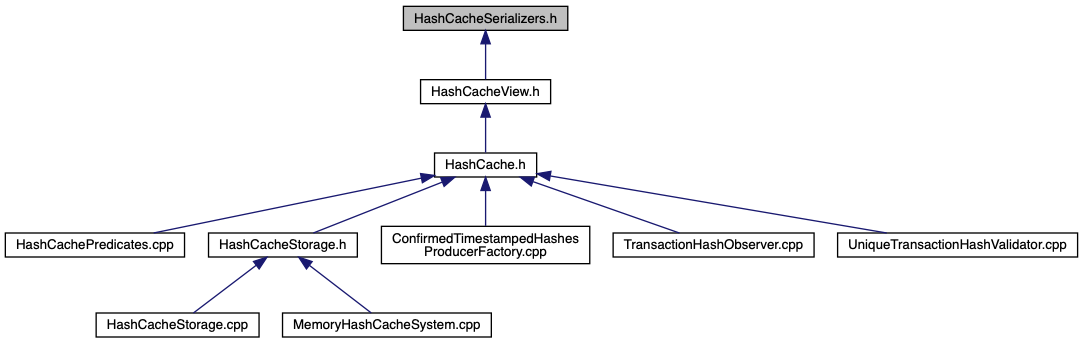 HashCacheSerializers.h
HashCacheView.h
HashCache.h
HashCachePredicates.cpp
HashCacheStorage.h
ConfirmedTimestampedHashes
ProducerFactory.cpp
TransactionHashObserver.cpp
UniqueTransactionHashValidator.cpp
HashCacheStorage.cpp
MemoryHashCacheSystem.cpp